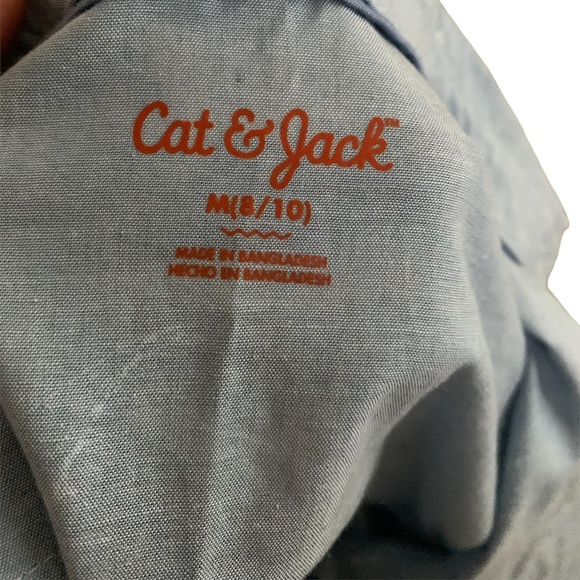 Cat & Jack™
M(8/10)
MADE IN BANGLADESH
HECHO EN BANGLADESH